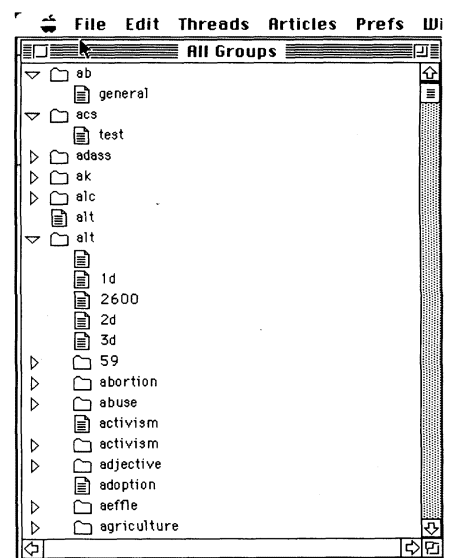 File Edit Threads Articles Prefs Wi
All Groups
ab
general
acs
test
adass
ak
alc
alt
alt
1d
2600
2d
3d
59
abortion
abuse
activism
activism
adjective
adoption
aeffle
agriculture